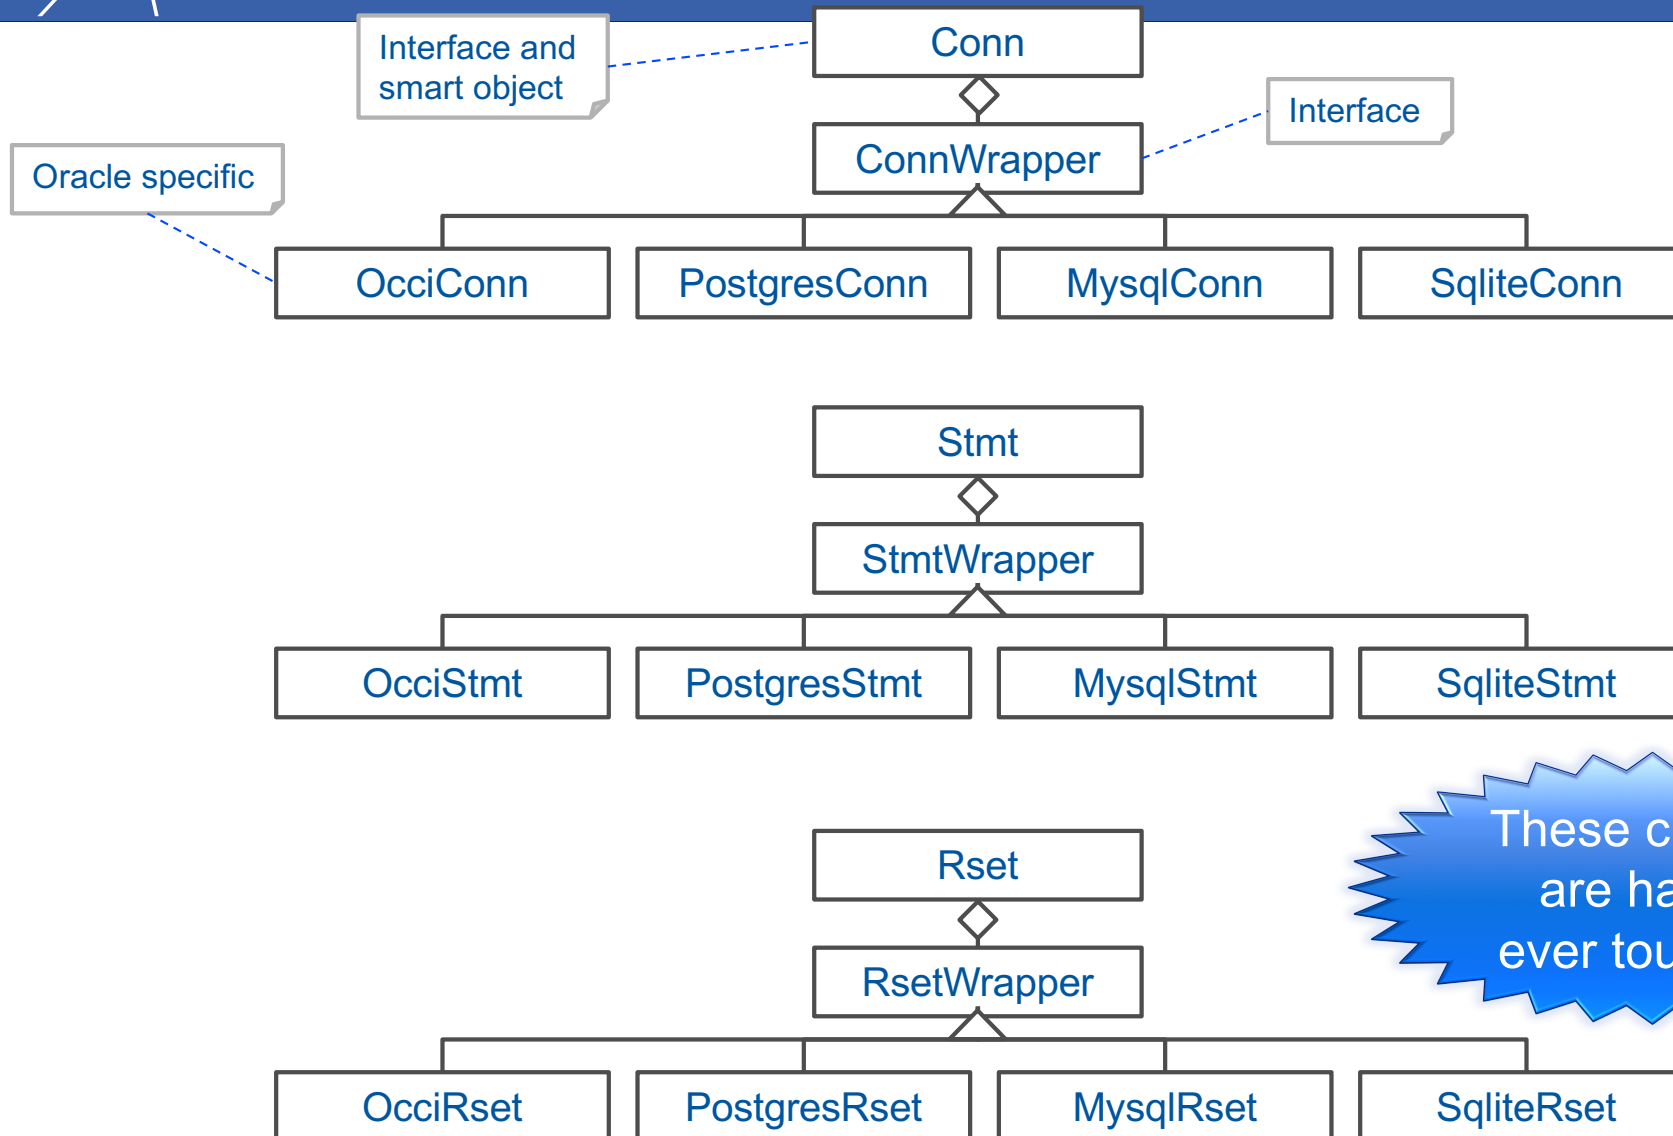 Conn
Interface and
smart object
Interface
ConnWrapper
Oracle specific
OcciConn
PostgresConn
MysqlConn
SqliteConn
Stmt
StmtWrapper
OcciStmt
PostgresStmt
MysqlStmt
SqliteStmt
These
are
ever
Rset
RsetWrapper
OcciRset
PostgresRset
MysqlRset
SqliteRset